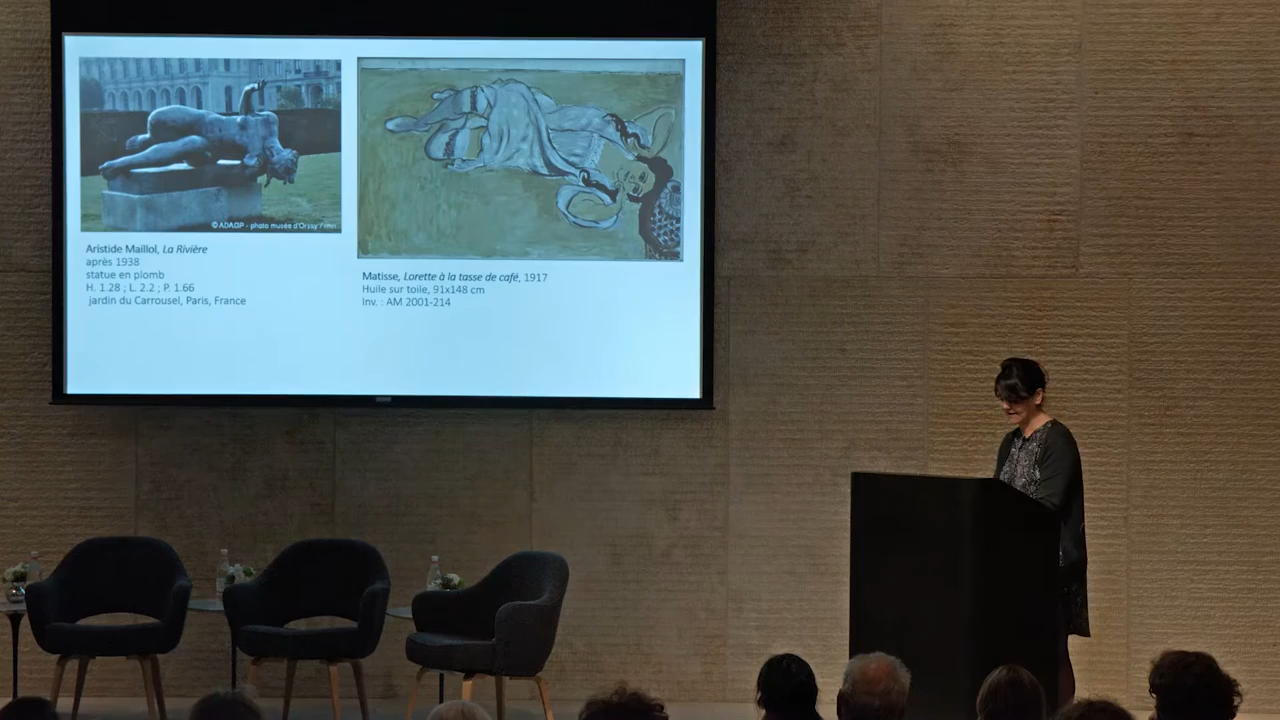 © ADAGP - photo musée d'Orsay
Aristide Maillol, La Rivière
après 1938
statue en plomb
H. 1.28 ; L. 2.2 ; P. 1.66
jardin du Carrousel, Paris, France
Matisse, Lorette à la tasse de café, 1917
Huile sur toile, 91x148 cm
Inv. : AM 2001-214